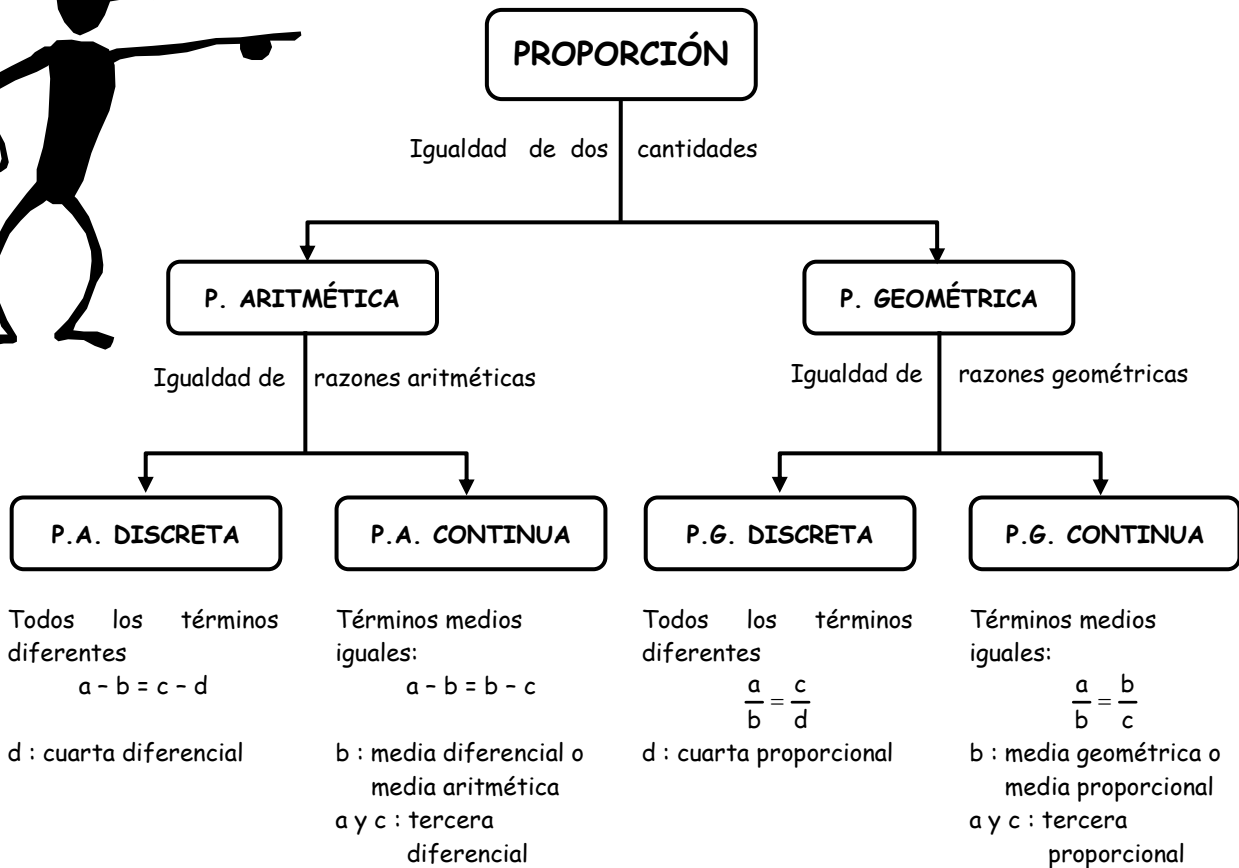 PROPORCIÓN
Igualdad de dos cantidades
P. ARITMÉTICA
P. GEOMÉTRICA
Igualdad de razones aritméticas
Igualdad de razones geométricas
P.A. DISCRETA
P.A. CONTINUA
P.G. DISCRETA
P.G. CONTINUA
Todos los términos
diferentes
a – b = c – d
d : cuarta diferencial
Términos medios
iguales:
a – b = b – c
b : media diferencial o
media aritmética
a y c : tercera
diferencial
Todos los términos
diferentes
a/b = c/d
d : cuarta proporcional
Términos medios
iguales:
a/b = b/c
b : media geométrica o
media proporcional
a y c : tercera
proporcional